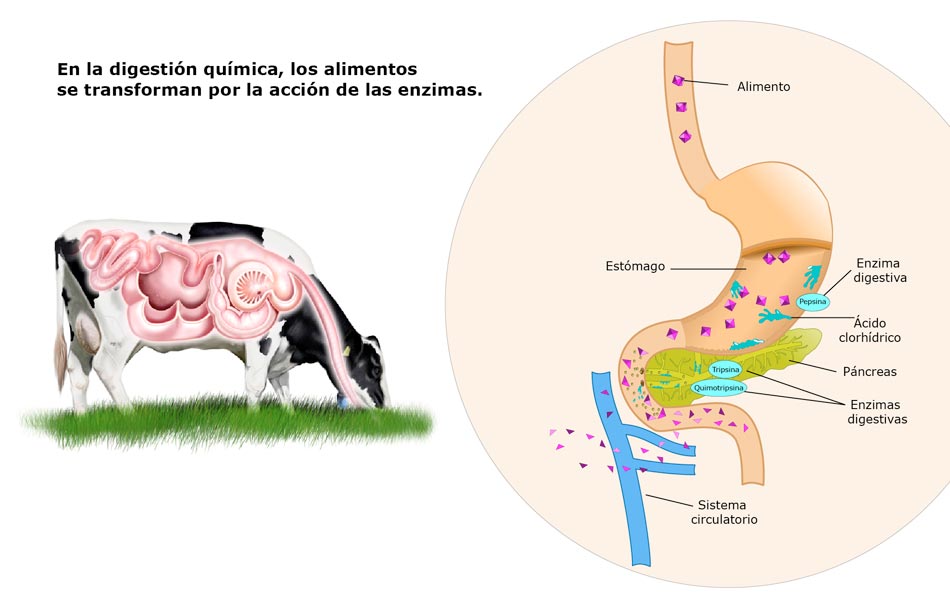 En la digestión química, los alimentos
se transforman por la acción de las enzimas.
Alimento
Estómago
Enzima
digestiva
Pepsina
Ácido
clorhídrico
Páncreas
Tripsina
Quimotripsina
Enzimas
digestivas
Sistema
circulatorio